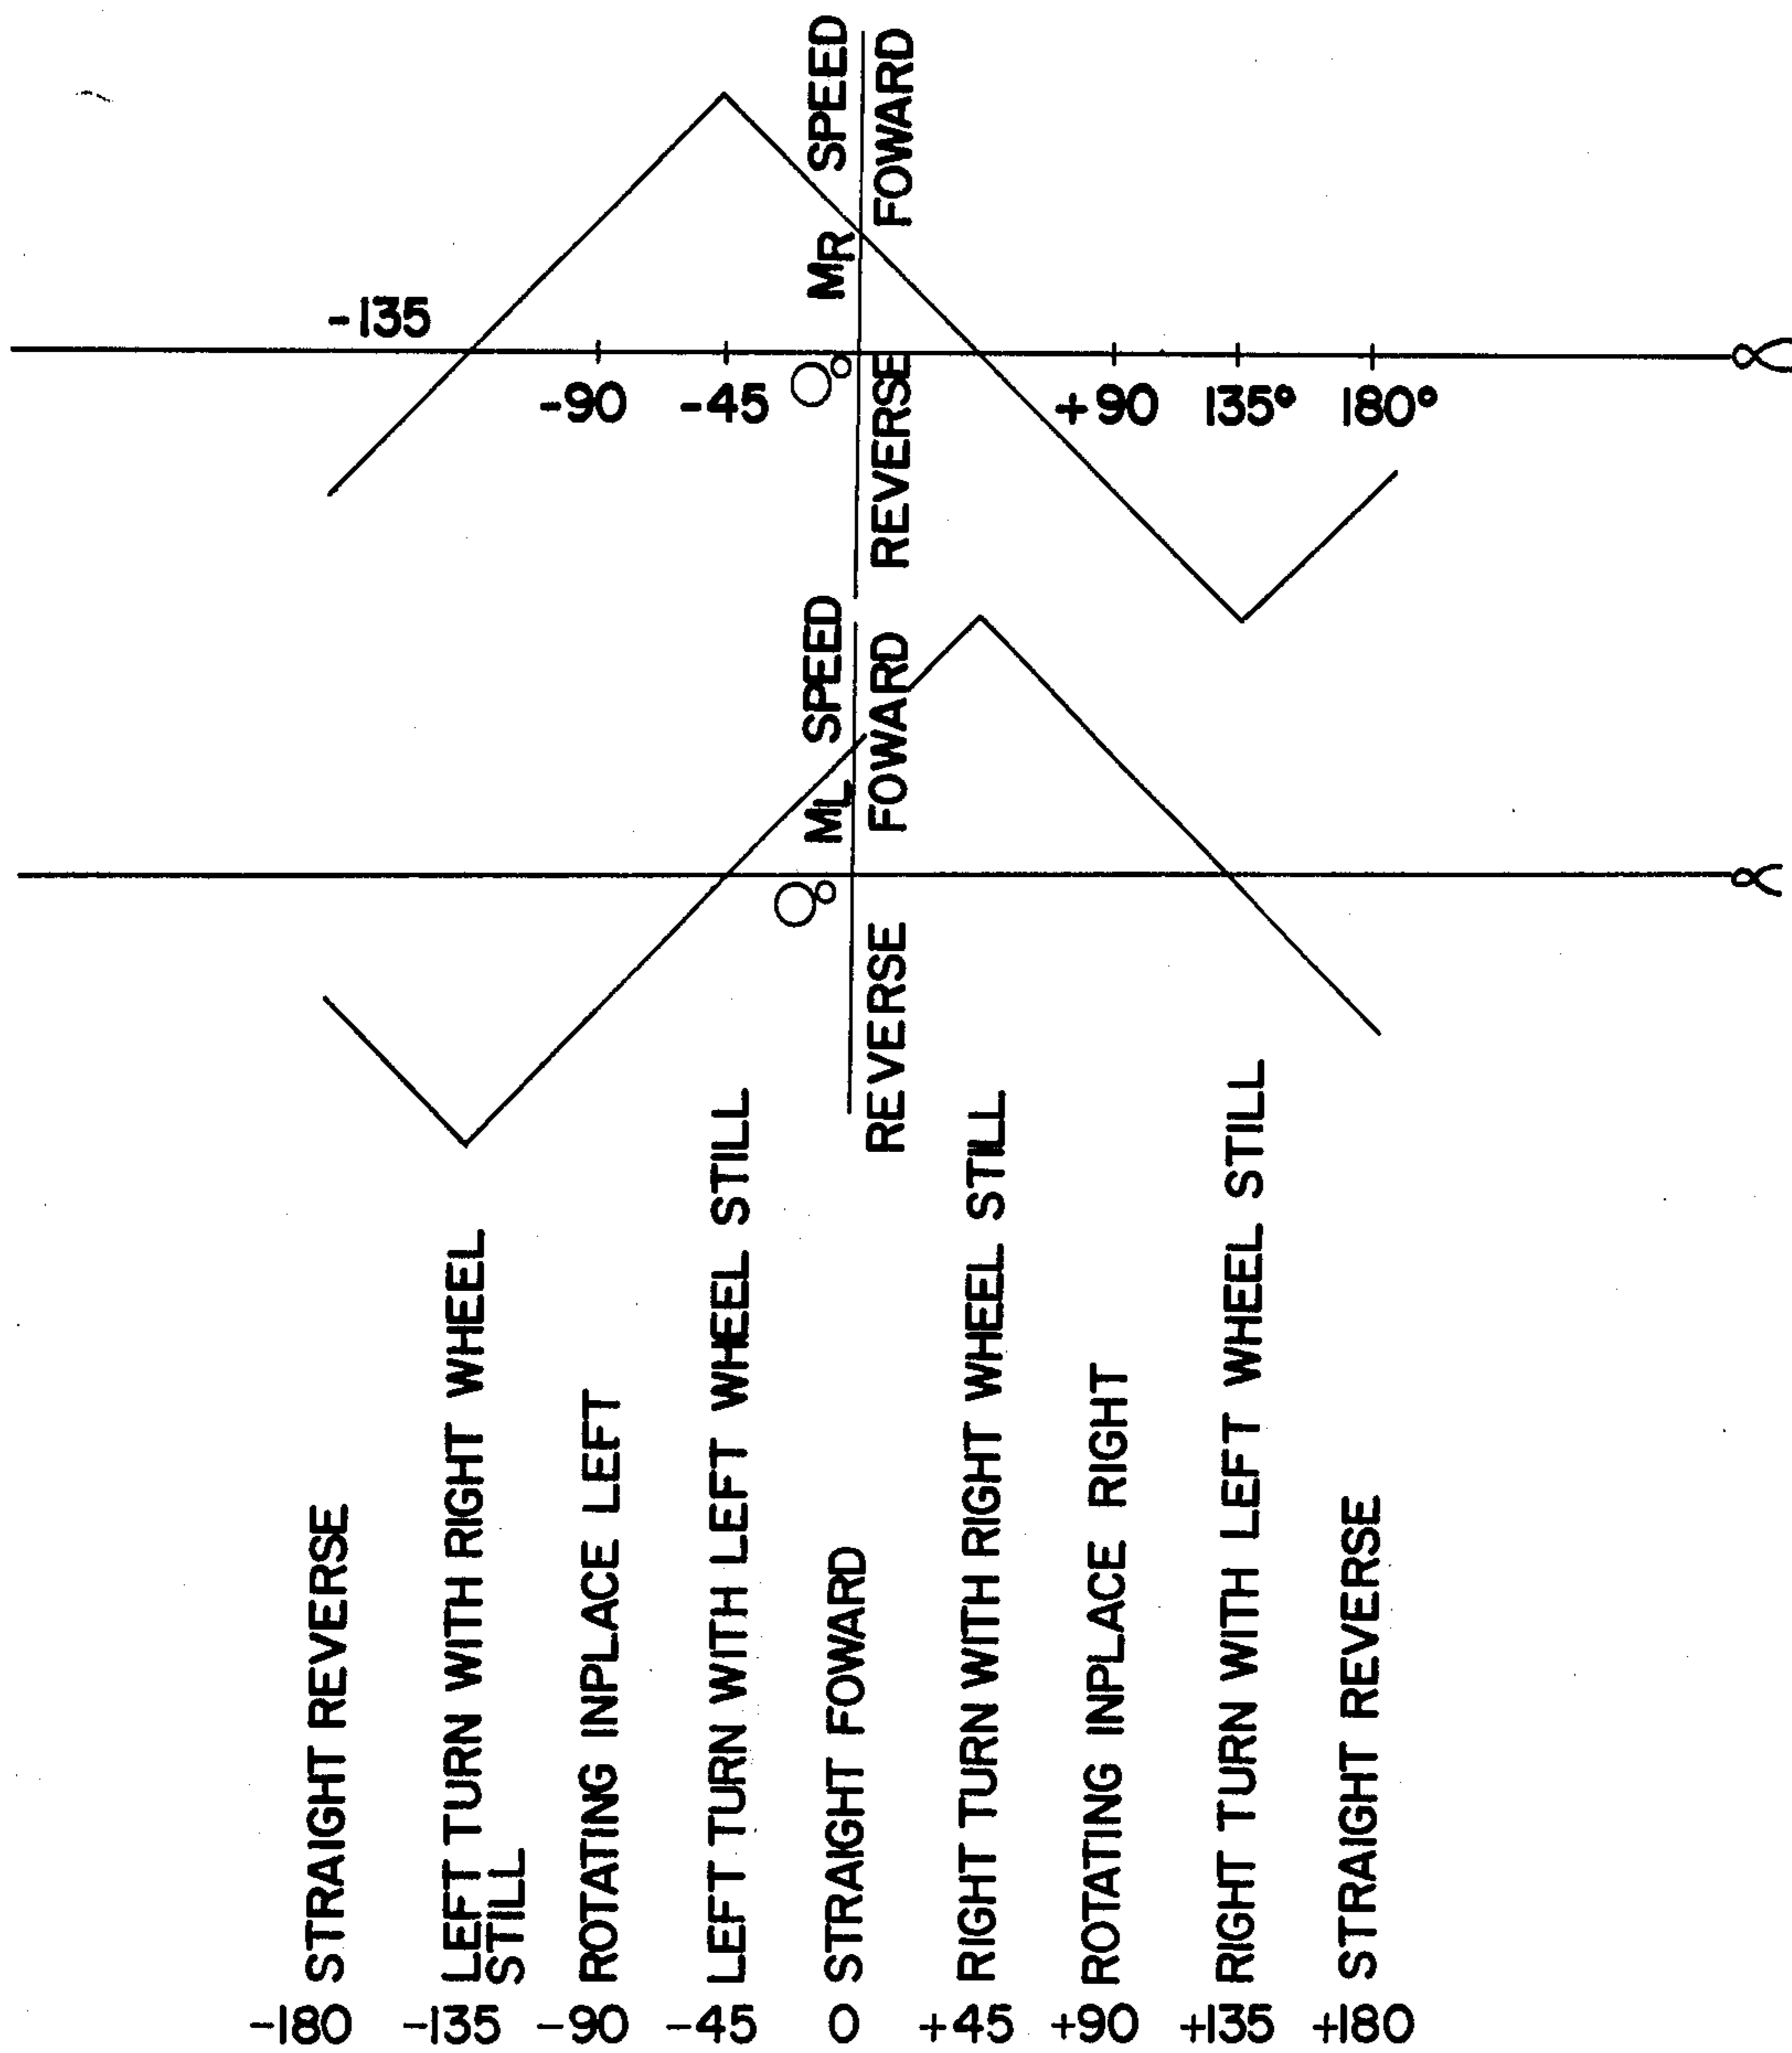 SPEED
FOWARD
MR
-135
0°
-90
-45
+90
135°
180°
α
REVERSE
SPEED
FOWARD
ML
0°
α
REVERSE
-180 STRAIGHT REVERSE
-135 LEFT TURN WITH RIGHT WHEEL
STILL
-90 ROTATING INPLACE LEFT
-45 LEFT TURN WITH LEFT WHEEL STILL
0 STRAIGHT FOWARD
+45 RIGHT TURN WITH RIGHT WHEEL STILL
+90 ROTATING INPLACE RIGHT
+135 RIGHT TURN WITH LEFT WHEEL STILL
+180 STRAIGHT REVERSE